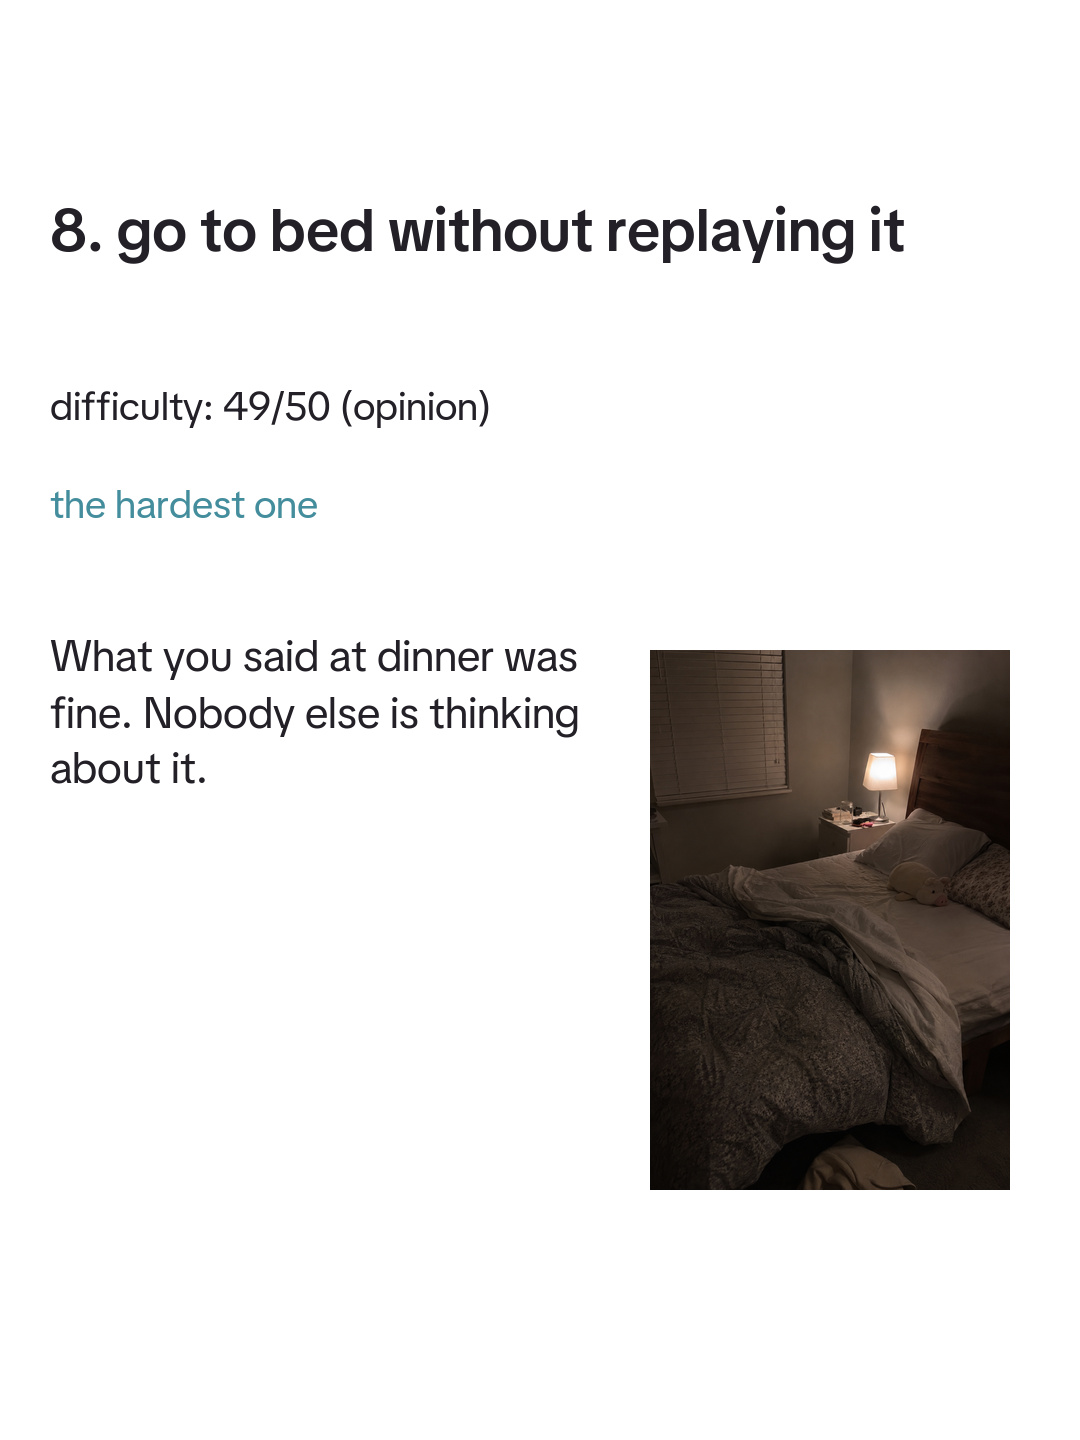 8. go to bed without replaying it
difficulty: 49/50 (opinion)
the hardest one
What you said at dinner was
fine. Nobody else is thinking
about it.